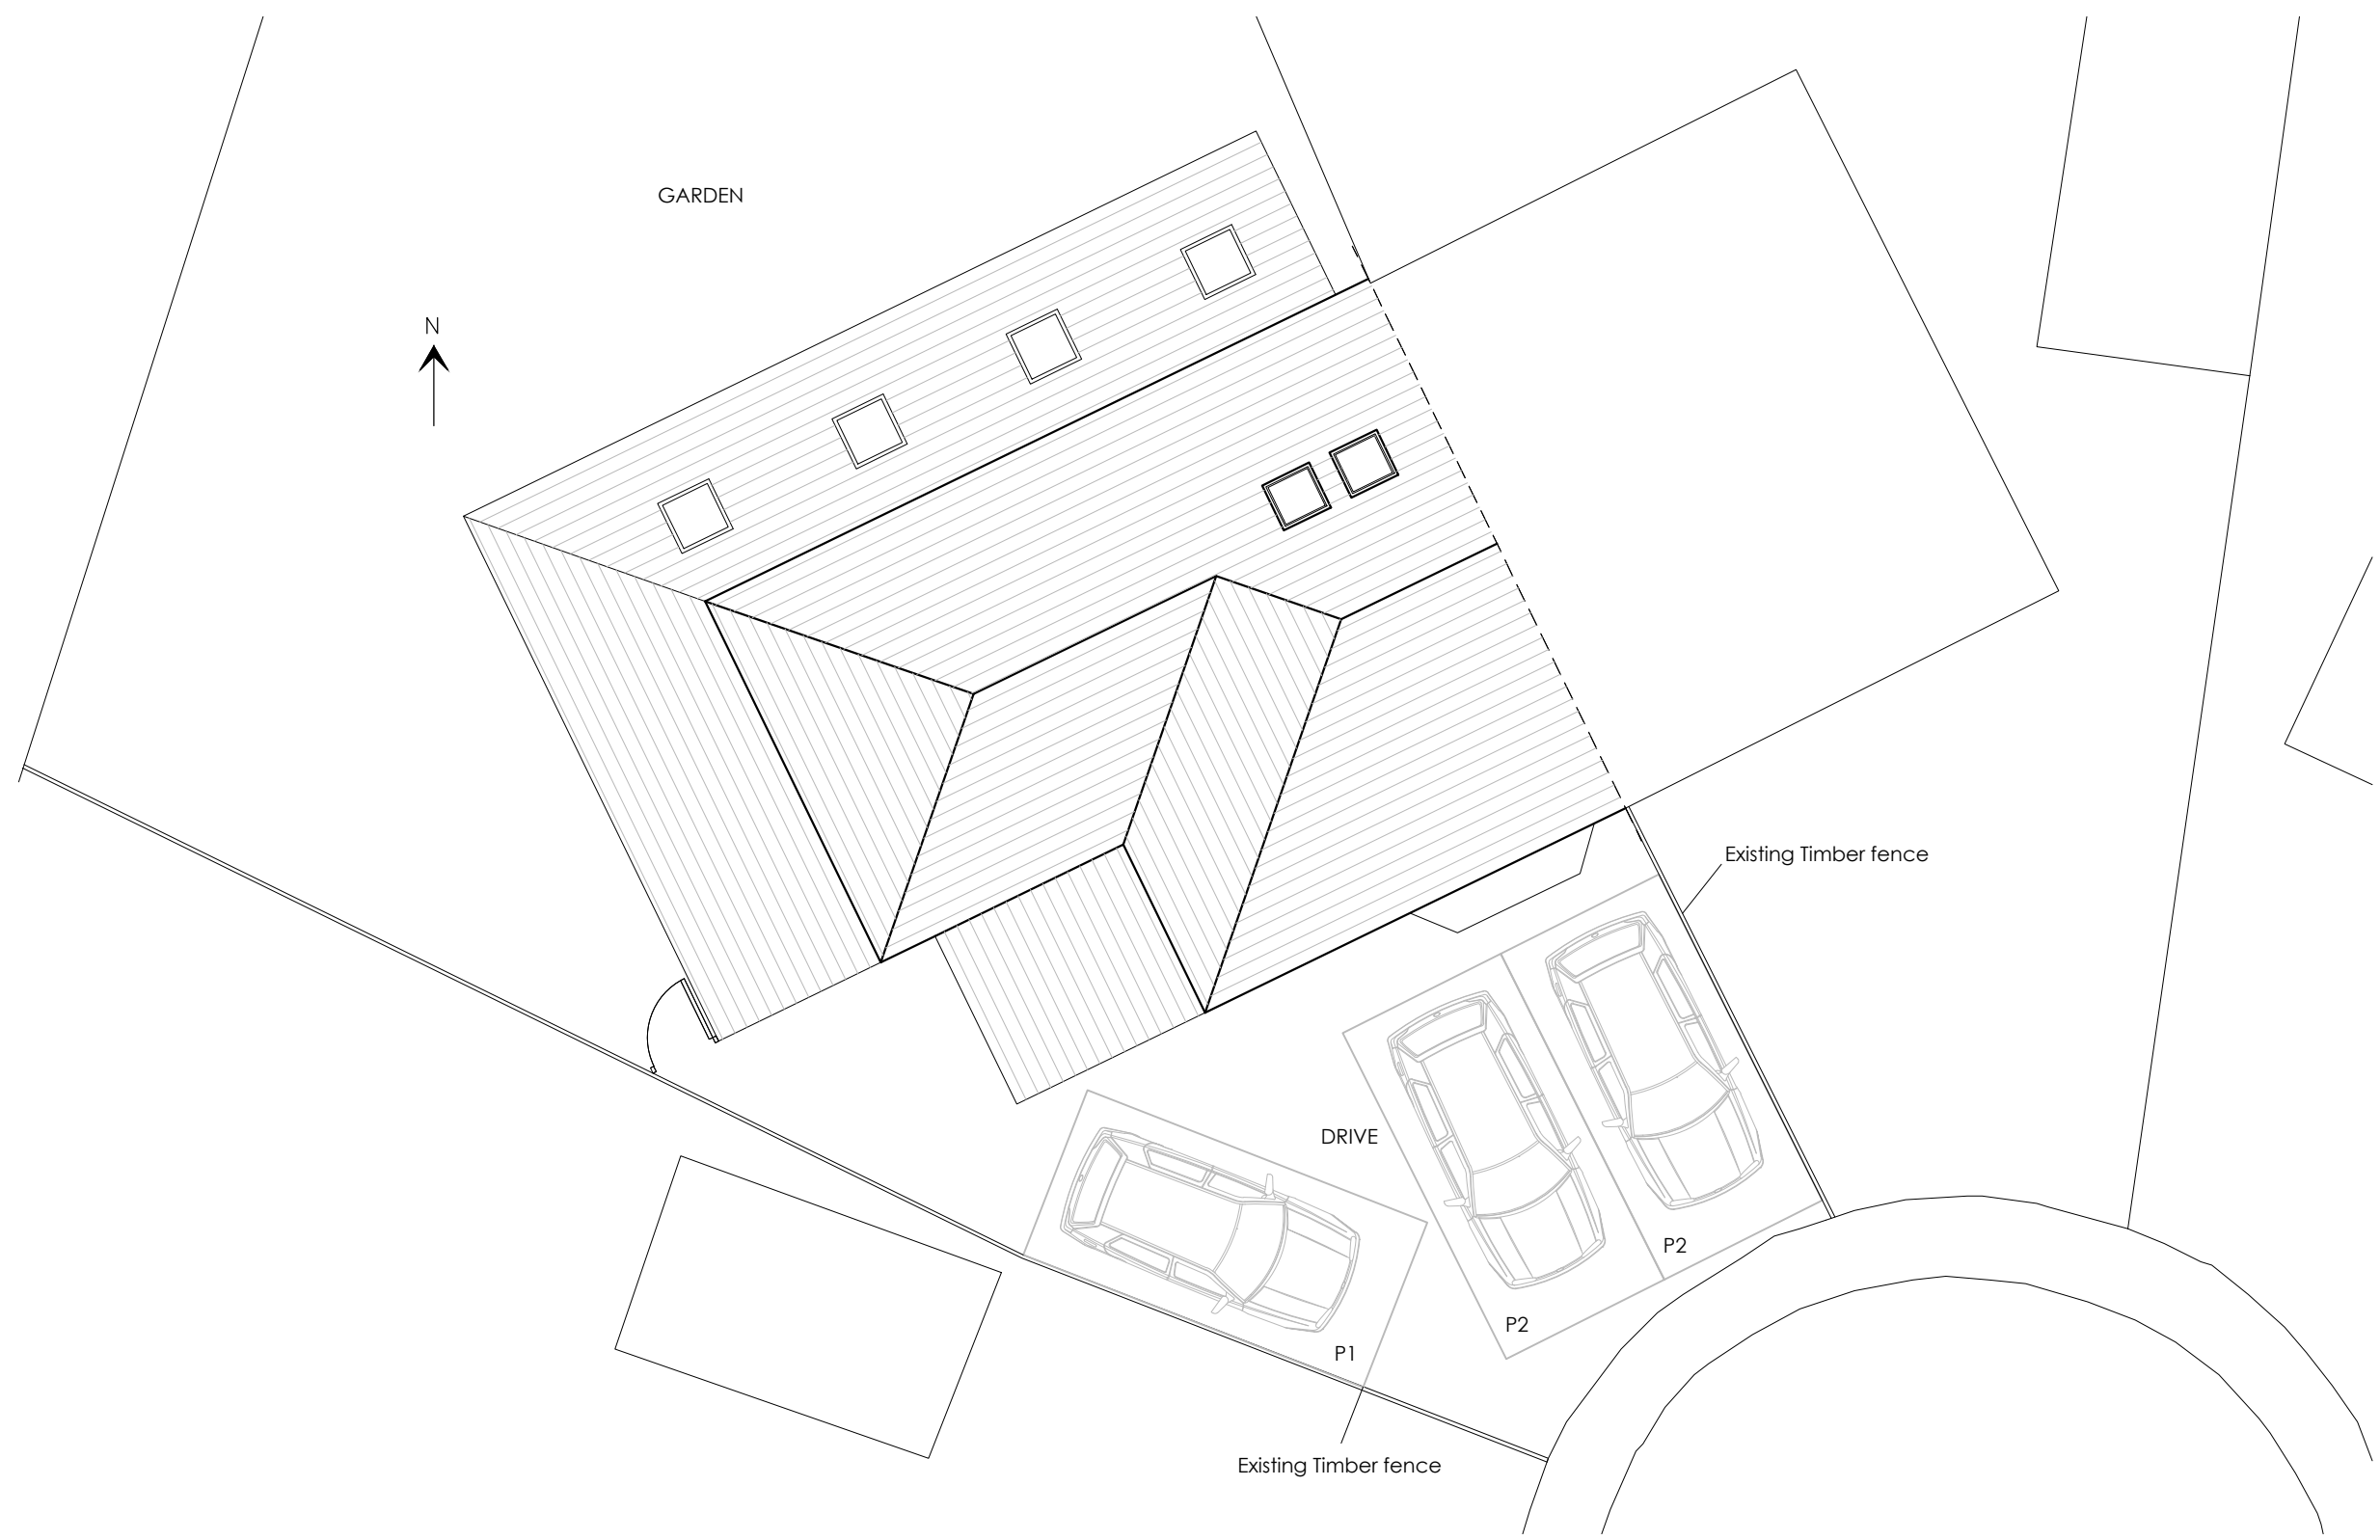 GARDEN
N
Existing Timber fence
DRIVE
P2
P2
P1
Existing Timber fence